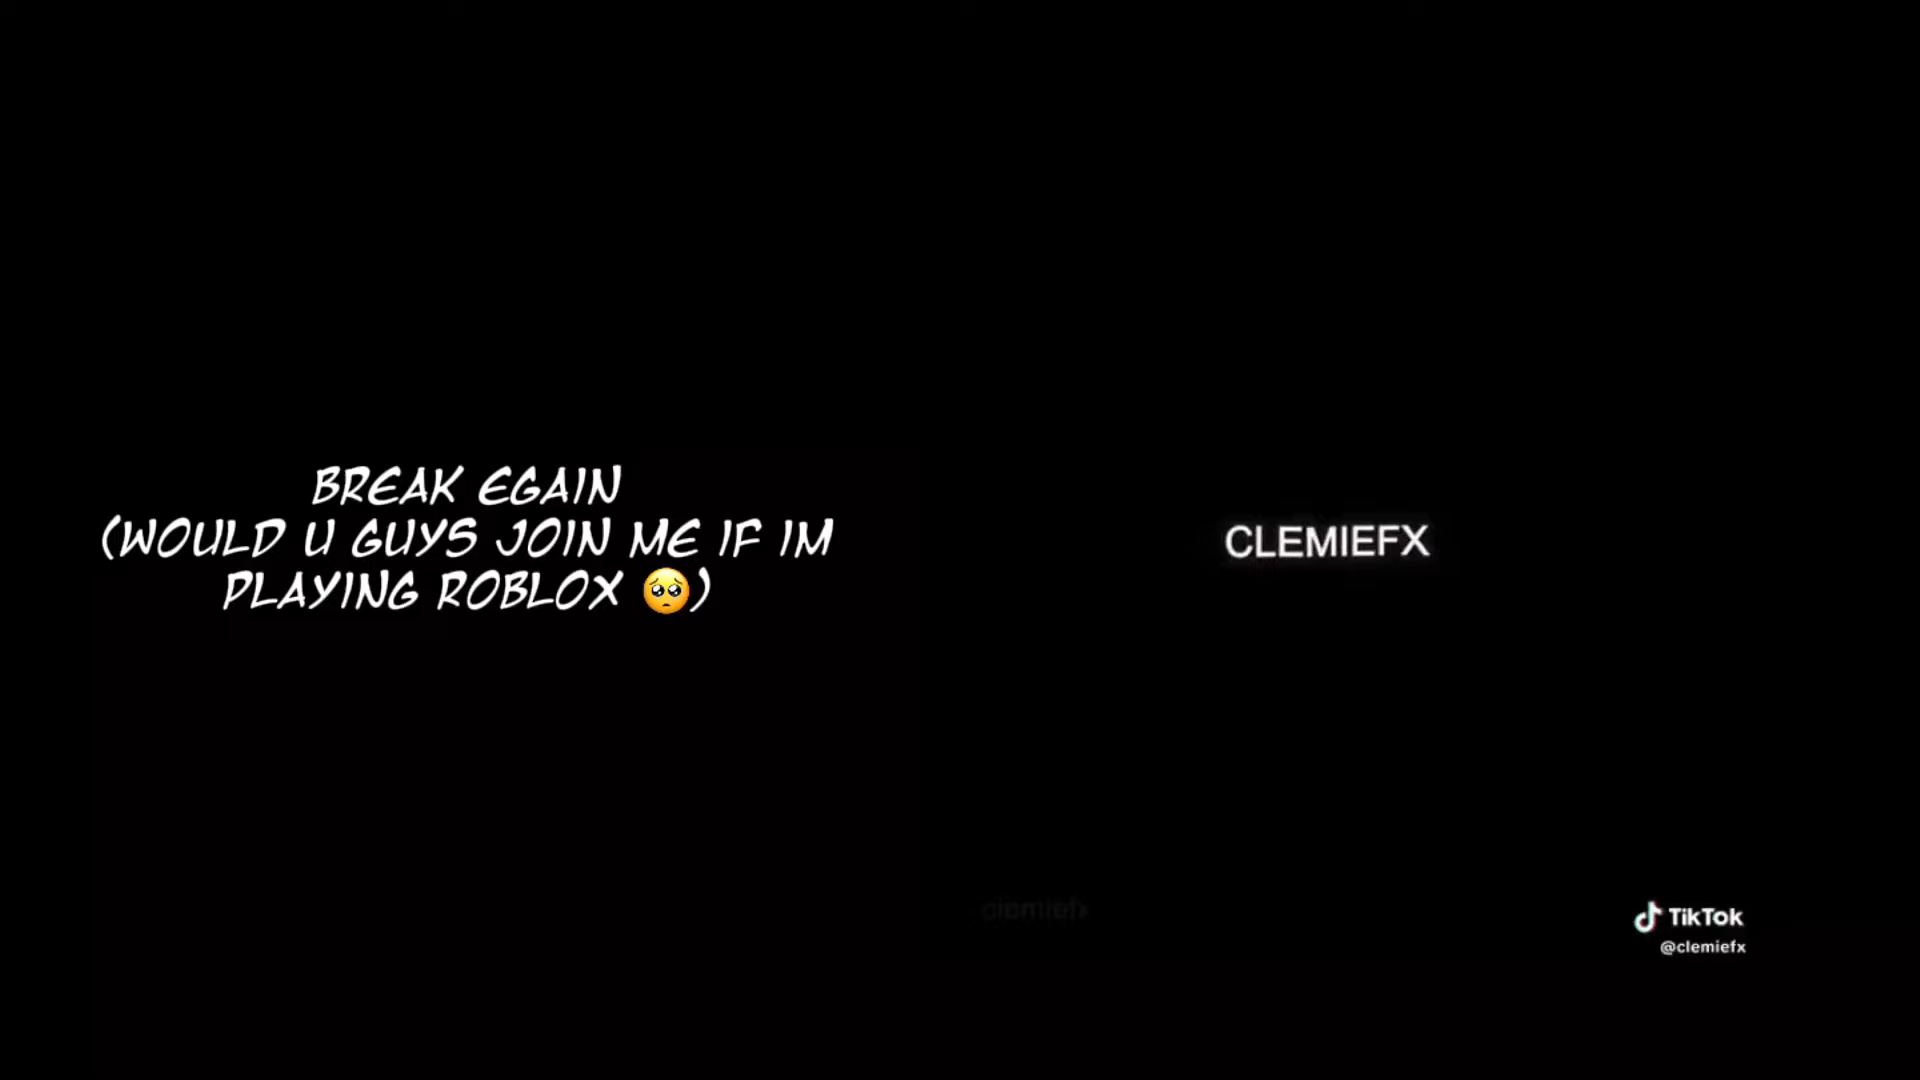 BREAK EGAIN
(WOULD U GUYS JOIN ME IF IM
PLAYING ROBLOX 🥺)
CLEMIEFX
clemiefx
TikTok
@clemiefx